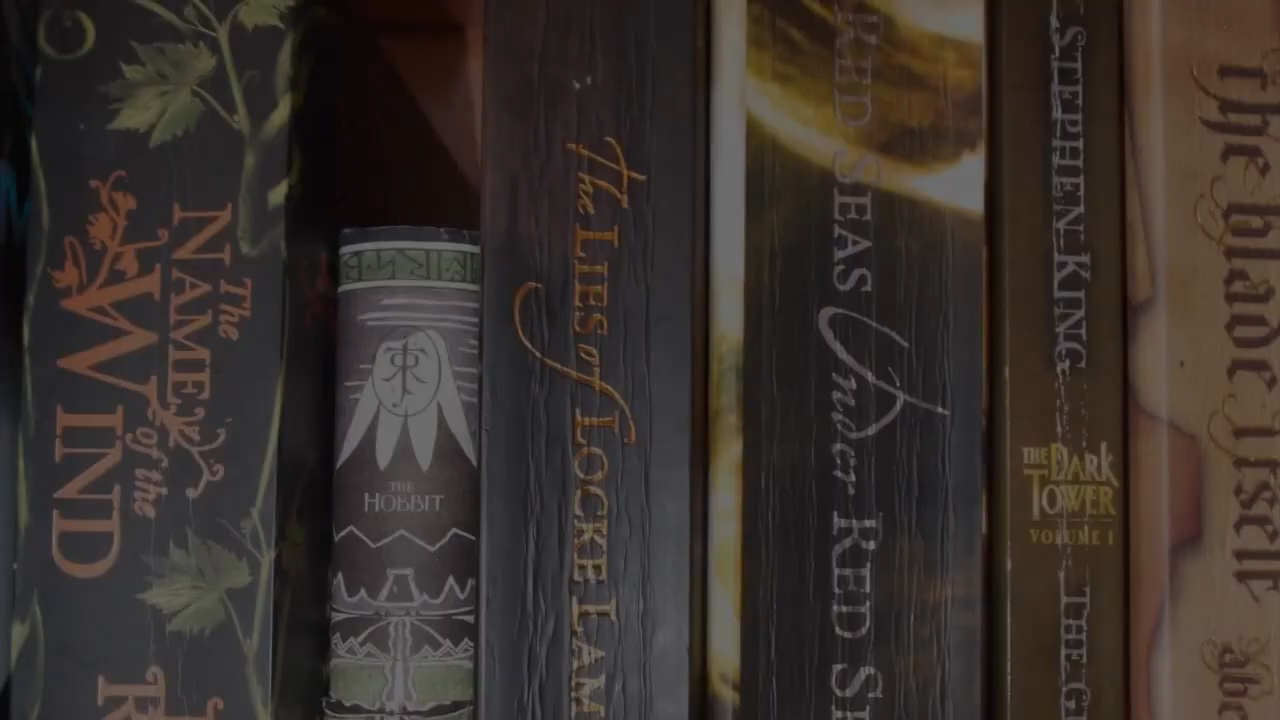 The
NAME of the
WIND
THE
HOBBIT
The LIES of LOCKE LAM
RED SEAS Under RED S
STEPHEN KING
THE DARK
TOWER
VOLUME I
THE G
The blade itself